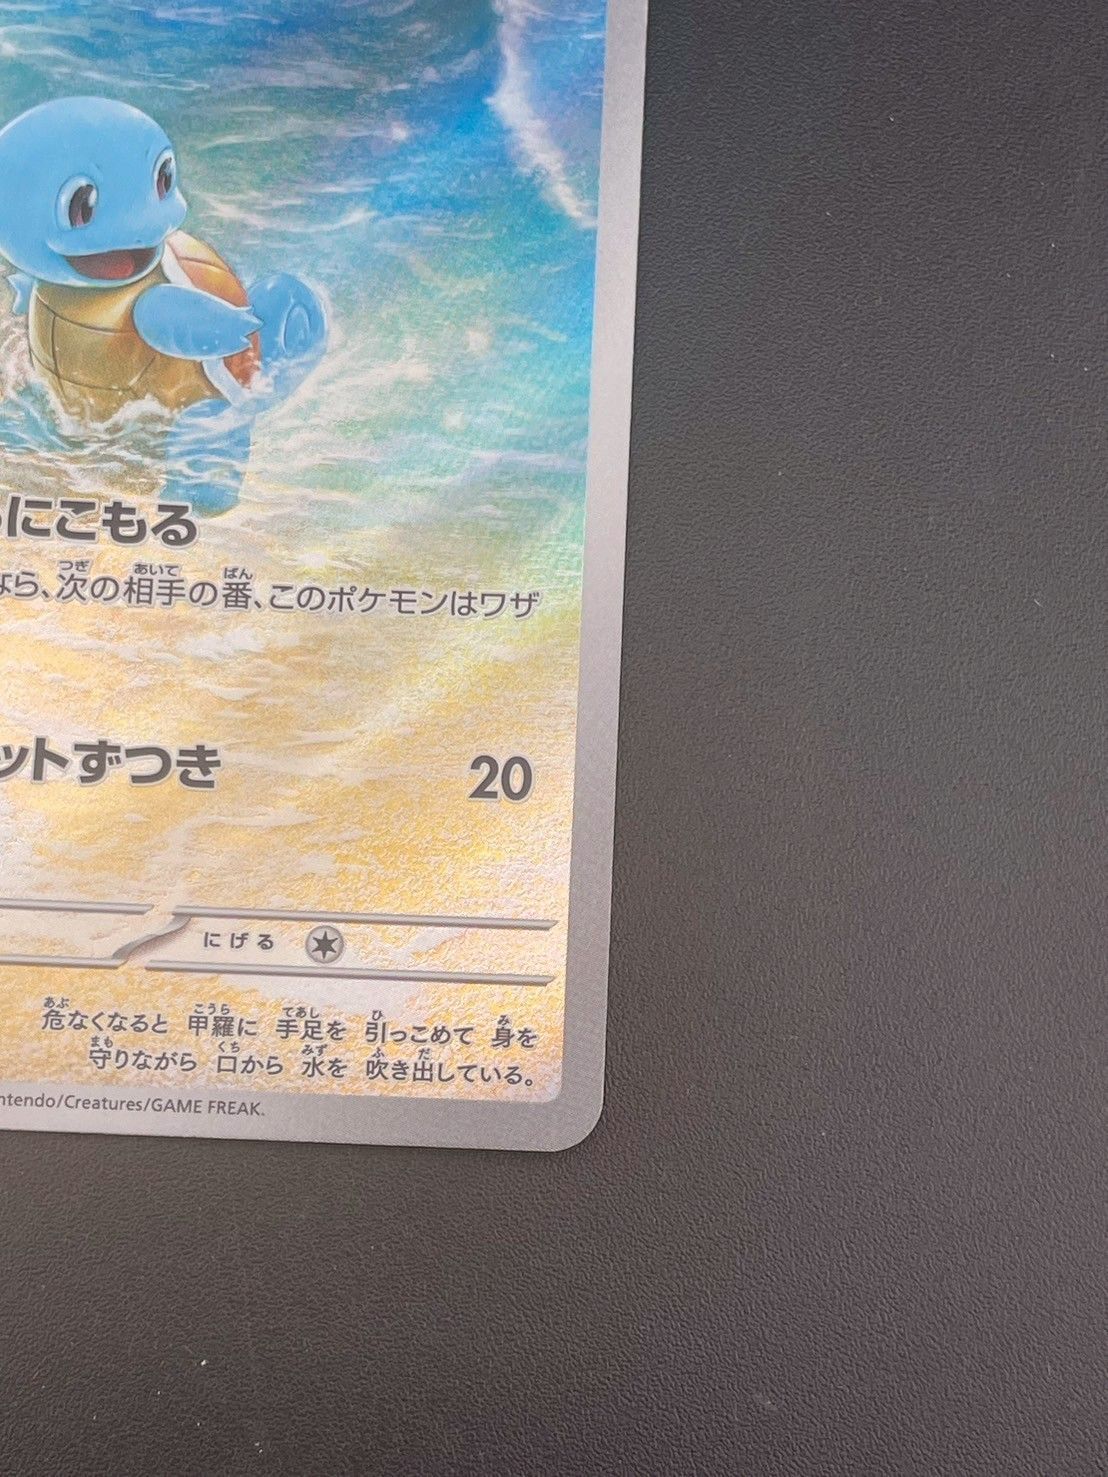 にこもる
なら、次の相手の番、このポケモンはワザ
ットずつき 20
にげる
危なくなると 甲羅に 手足を 引っこめて 身を
守りながら 口から 水を 吹き出している。
ntendo/Creatures/GAME FREAK.